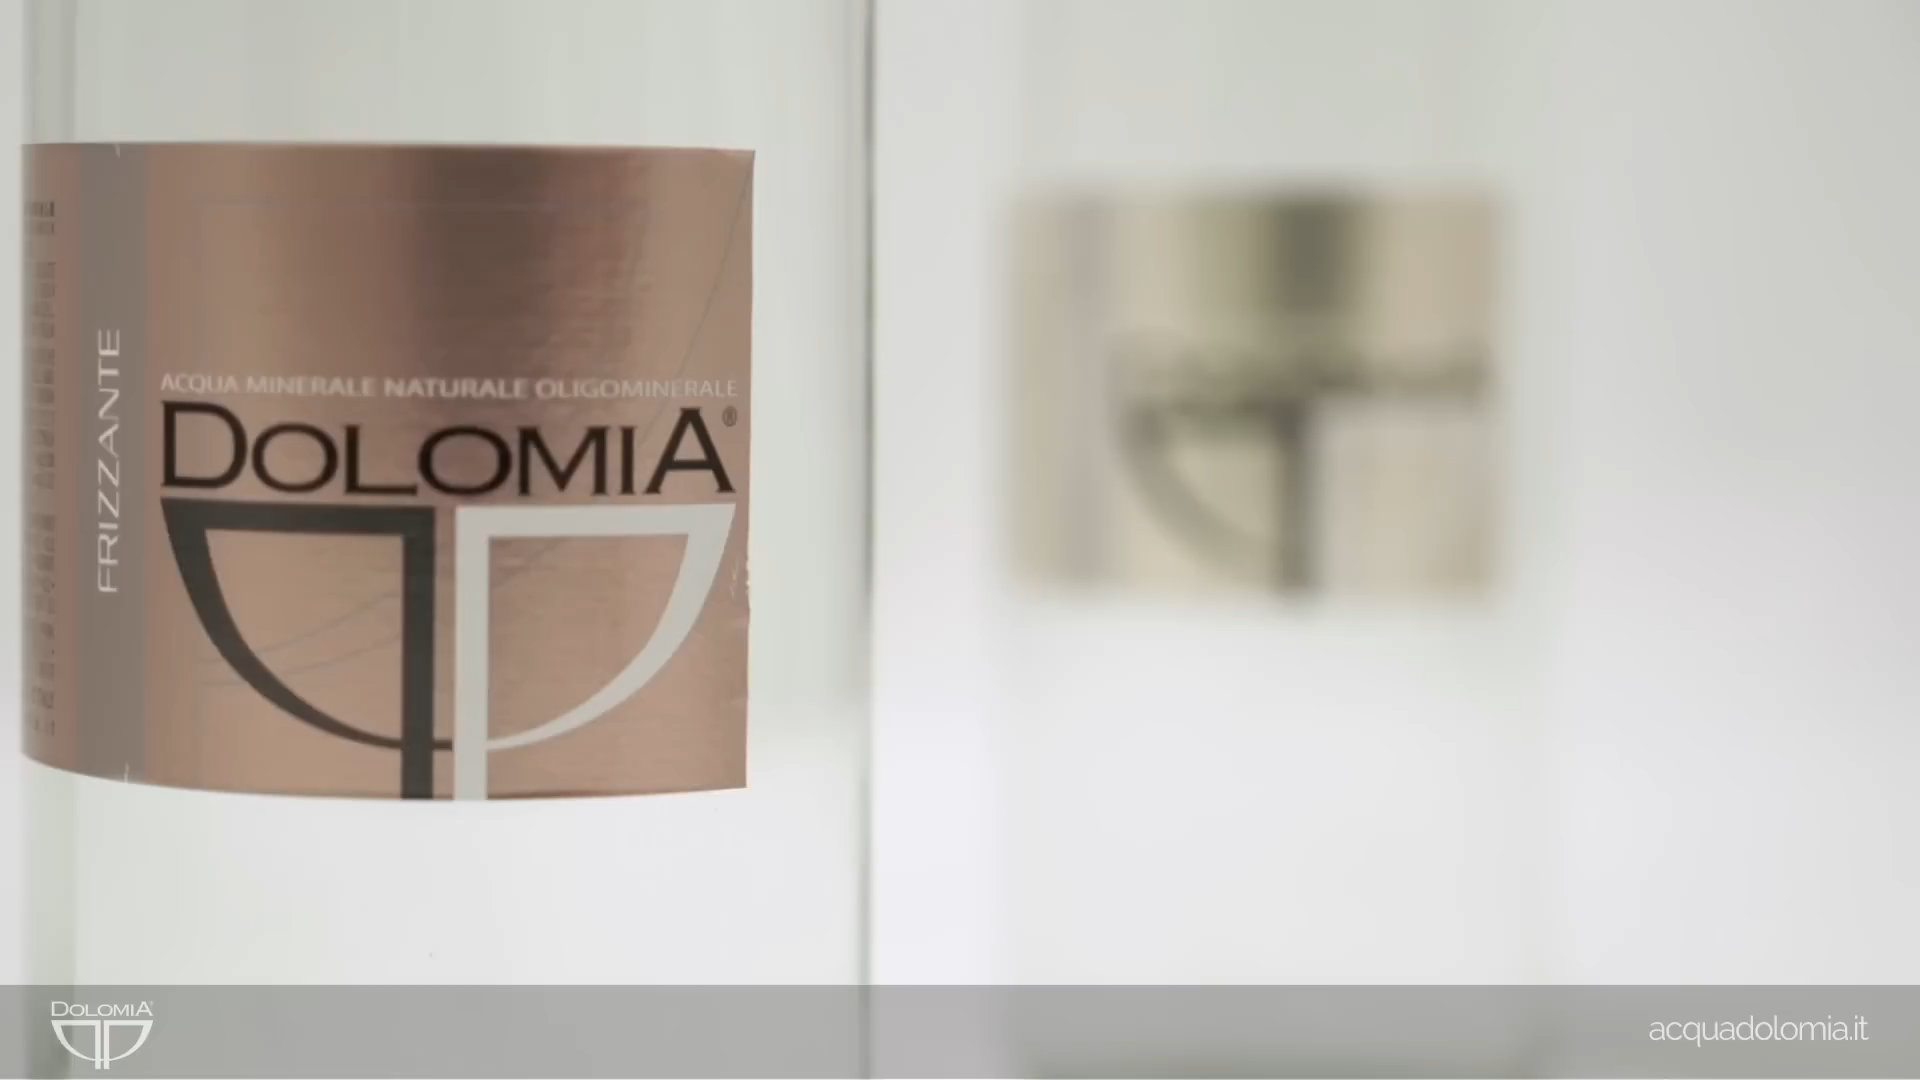 FRIZZANTE
ACQUA MINERALE NATURALE OLIGOMINERALE
DOLOMIA®
DOLOMIA®
acquadolomia.it